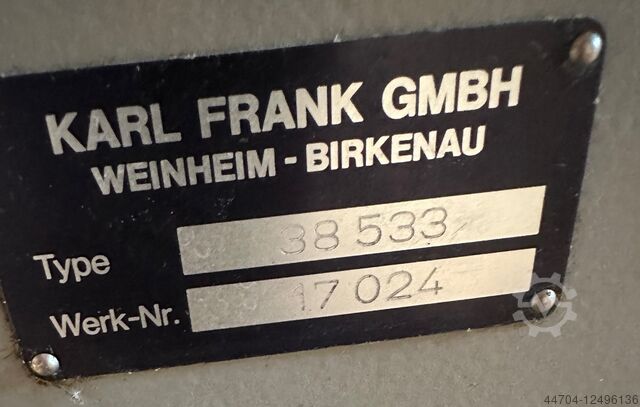 KARL FRANK GMBH
WEINHEIM - BIRKENAU
Type 38 533
Werk-Nr. 17 024
44704-12496136